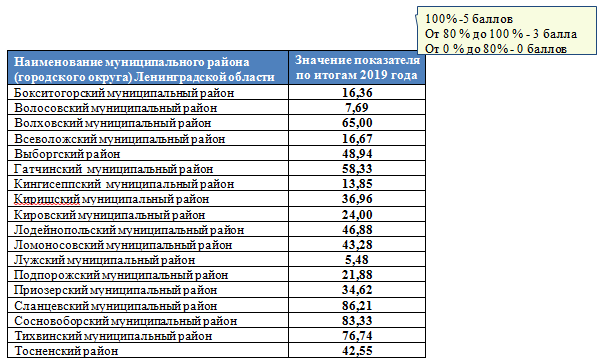 100%-5 баллов
От 80 % до 100 % - 3 балла
От 0 % до 80% - 0 баллов
Наименование муниципального района (городского округа) Ленинградской области Значение показателя по итогам 2019 года
Бокситогорский муниципальный район 16,36
Волосовский муниципальный район 7,69
Волховский муниципальный район 65,00
Всеволожский муниципальный район 16,67
Выборгский район 48,94
Гатчинский муниципальный район 58,33
Кингисеппский муниципальный район 13,85
Киришский муниципальный район 36,96
Кировский муниципальный район 24,00
Лодейнопольский муниципальный район 46,88
Ломоносовский муниципальный район 43,28
Лужский муниципальный район 5,48
Подпорожский муниципальный район 21,88
Приозерский муниципальный район 34,62
Сланцевский муниципальный район 86,21
Сосновоборский муниципальный район 83,33
Тихвинский муниципальный район 76,74
Тосненский район 42,55